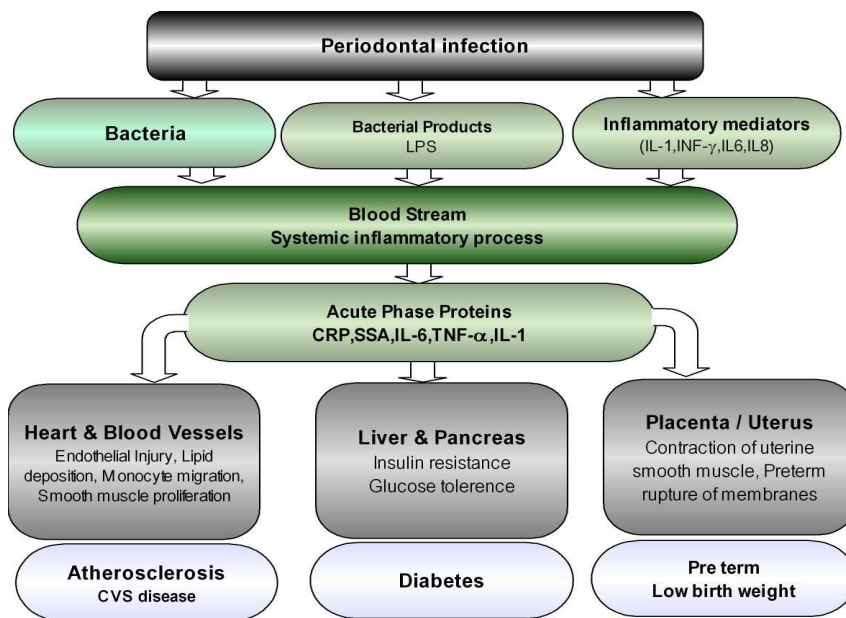 Periodontal infection
Bacteria
Bacterial Products
LPS
Inflammatory mediators
(IL-1,INF-γ,IL6,IL8)
Blood Stream
Systemic inflammatory process
Acute Phase Proteins
CRP,SSA,IL-6,TNF-α,IL-1
Heart & Blood Vessels
Endothelial Injury, Lipid
deposition, Monocyte migration,
Smooth muscle proliferation
Liver & Pancreas
Insulin resistance
Glucose tolerence
Placenta / Uterus
Contraction of uterine
smooth muscle, Preterm
rupture of membranes
Atherosclerosis
CVS disease
Diabetes
Pre term
Low birth weight